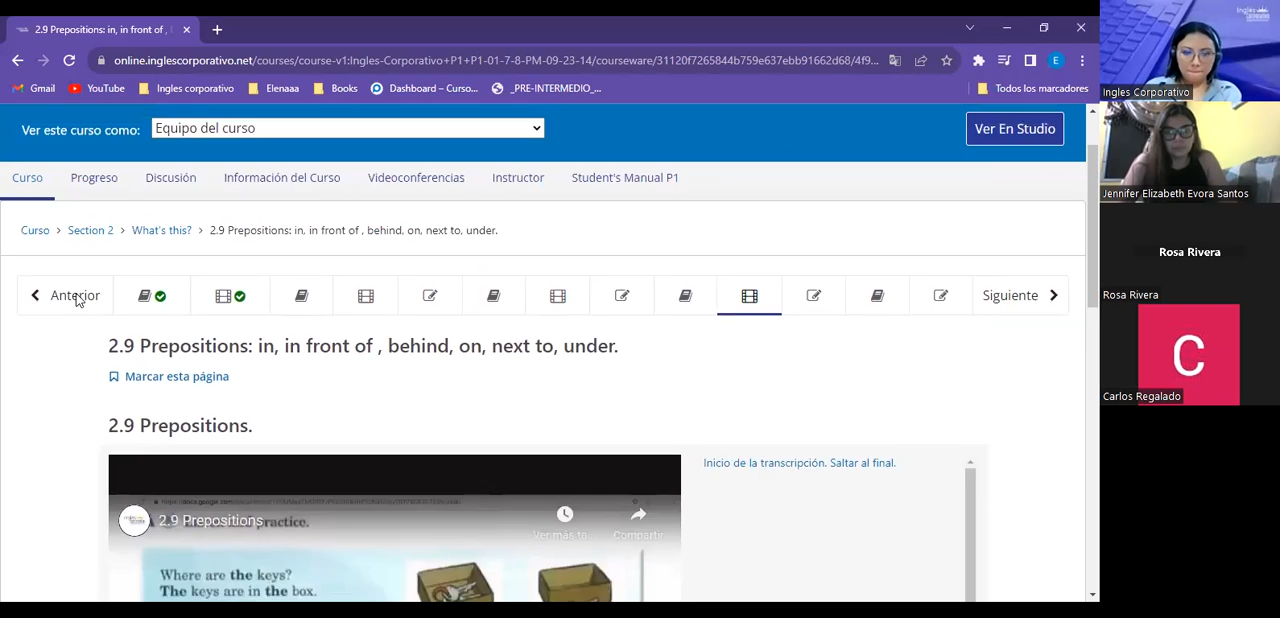 2.9 Prepositions: in, in front of ,
online.inglescorporativo.net/courses/course-v1:Ingles-Corporativo+P1+P1-01-7-8-PM-09-23-14/courseware/31120f7265844b759e637ebb91662d68/4f9...
Gmail
YouTube
Ingles corporativo
Elenaaa
Books
Dashboard – Curso...
_PRE-INTERMEDIO_...
Todos los marcadores
E
Ver este curso como:
Equipo del curso
Ver En Studio
Curso
Progreso
Discusión
Información del Curso
Videoconferencias
Instructor
Student's Manual P1
Curso > Section 2 > What's this? > 2.9 Prepositions: in, in front of , behind, on, next to, under.
Anterior
Siguiente
2.9 Prepositions: in, in front of , behind, on, next to, under.
Marcar esta página
2.9 Prepositions.
Inicio de la transcripción. Saltar al final.
2.9 Prepositions
practice.
Ver más ta...
Compartir
Where are the keys?
The keys are in the box.
Ingles Corporativo
Jennifer Elizabeth Evora Santos
Rosa Rivera
Rosa Rivera
C
Carlos Regalado